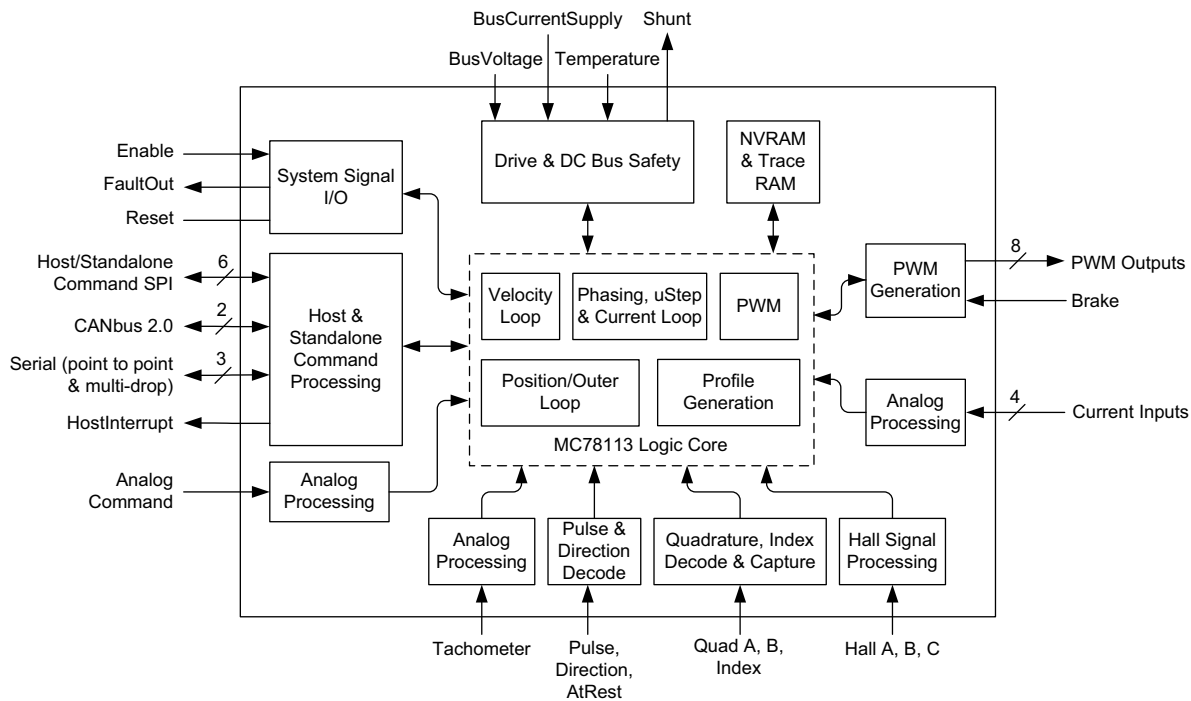 BusCurrentSupply
Shunt
BusVoltage
Temperature
Enable
FaultOut
Reset
System Signal
I/O
Drive & DC Bus Safety
NVRAM
& Trace
RAM
Host/Standalone
Command SPI
6
CANbus 2.0
2
Serial (point to point
& multi-drop)
3
HostInterrupt
Host &
Standalone
Command
Processing
Velocity
Loop
Phasing, uStep
& Current Loop
PWM
Position/Outer
Loop
Profile
Generation
MC78113 Logic Core
PWM
Generation
8
PWM Outputs
Brake
Analog
Processing
4
Current Inputs
Analog
Command
Analog
Processing
Analog
Processing
Pulse &
Direction
Decode
Quadrature, Index
Decode & Capture
Hall Signal
Processing
Tachometer
Pulse,
Direction,
AtRest
Quad A, B,
Index
Hall A, B, C